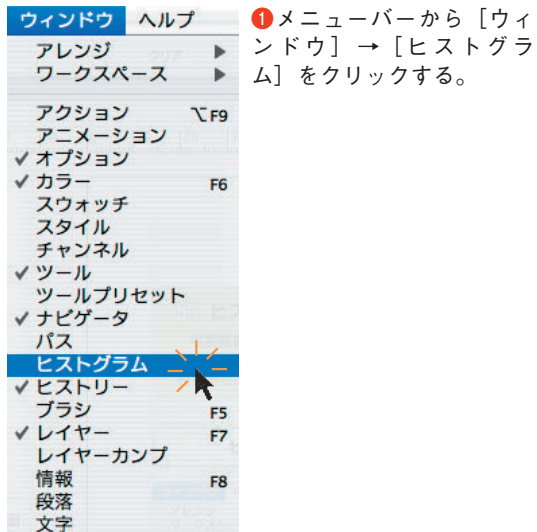 ウィンドウ ヘルプ
アレンジ ▶
ワークスペース ▶
アクション ⌥F9
アニメーション
✓オプション
✓カラー F6
スウォッチ
スタイル
チャンネル
✓ツール
ツールプリセット
✓ナビゲータ
パス
ヒストグラム
✓ヒストリー
ブラシ F5
✓レイヤー F7
レイヤーカンプ
情報 F8
段落
文字
❶メニューバーから［ウィ
ンドウ］→［ヒストグラ
ム］をクリックする。